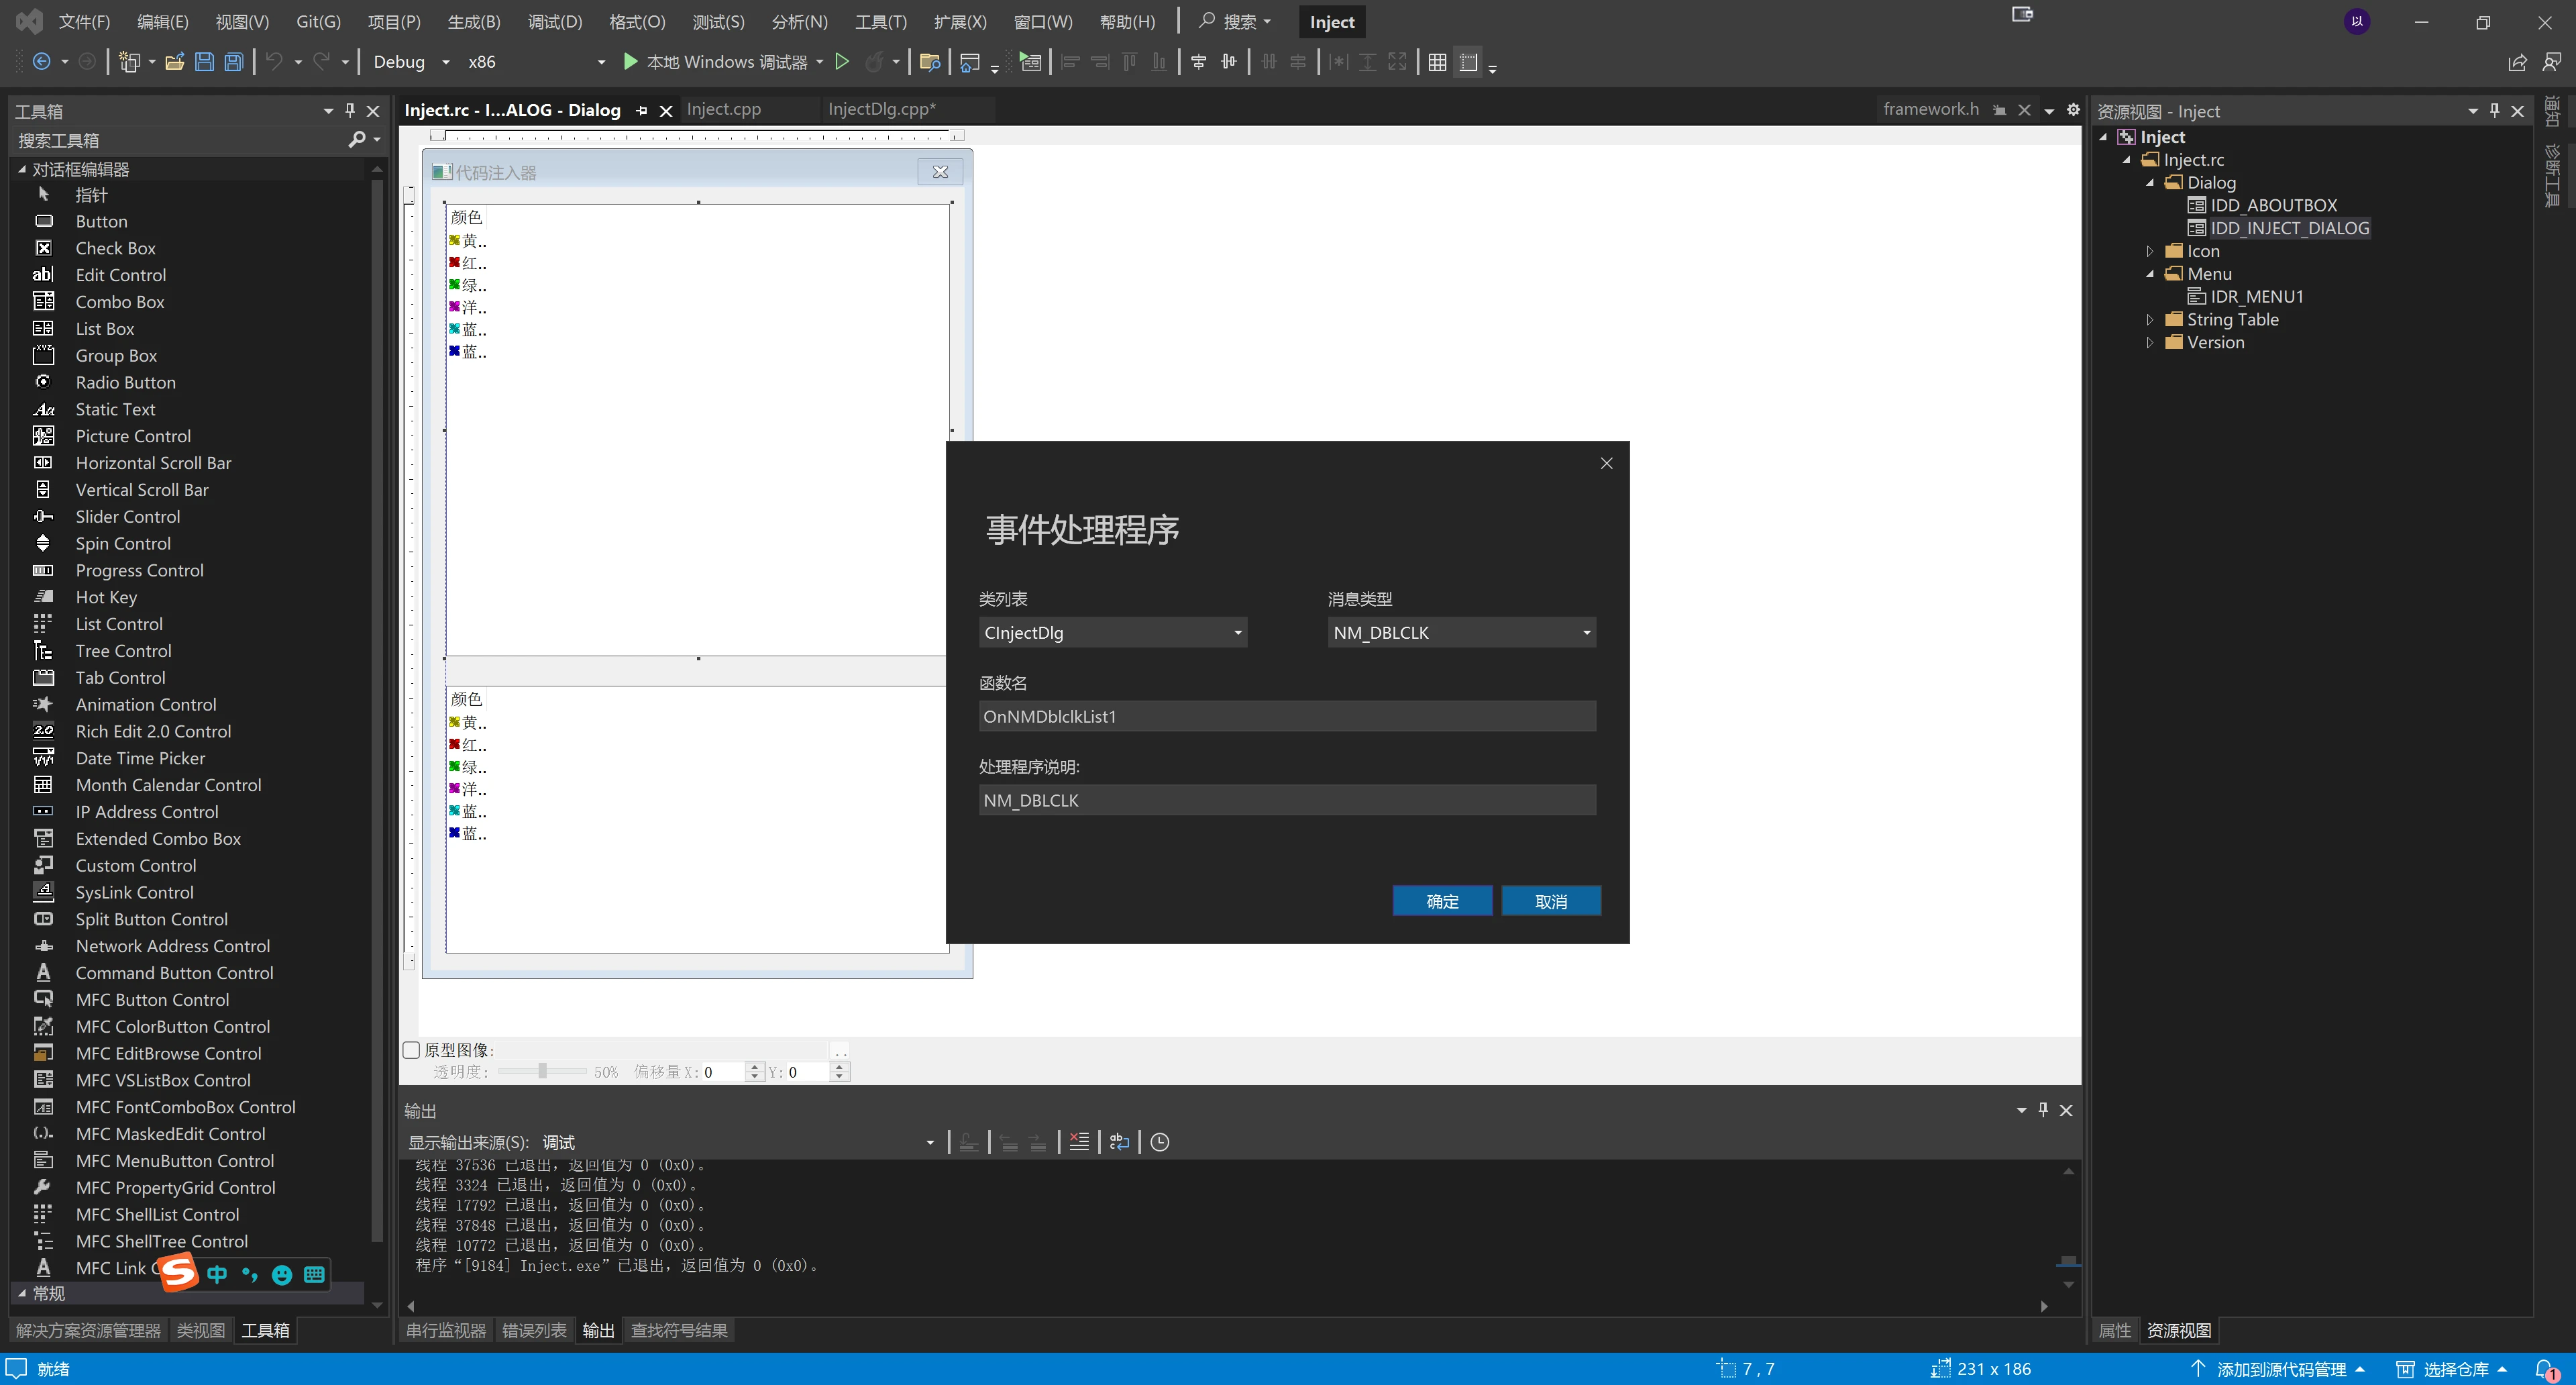 文件(F) 编辑(E) 视图(V) Git(G) 项目(P) 生成(B) 调试(D) 格式(O) 测试(S) 分析(N) 工具(T) 扩展(X) 窗口(W) 帮助(H) 搜索 Inject 以
Debug x86 本地 Windows 调试器
工具箱
搜索工具箱
对话框编辑器
指针
Button
Check Box
Edit Control
Combo Box
List Box
Group Box
Radio Button
Static Text
Picture Control
Horizontal Scroll Bar
Vertical Scroll Bar
Slider Control
Spin Control
Progress Control
Hot Key
List Control
Tree Control
Tab Control
Animation Control
Rich Edit 2.0 Control
Date Time Picker
Month Calendar Control
IP Address Control
Extended Combo Box
Custom Control
SysLink Control
Split Button Control
Network Address Control
Command Button Control
MFC Button Control
MFC ColorButton Control
MFC EditBrowse Control
MFC VSListBox Control
MFC FontComboBox Control
MFC MaskedEdit Control
MFC MenuButton Control
MFC PropertyGrid Control
MFC ShellList Control
MFC ShellTree Control
MFC Link
中
常规
解决方案资源管理器 类视图 工具箱
Inject.rc - I...ALOG - Dialog Inject.cpp InjectDlg.cpp* framework.h
代码注入器
颜色
黄..
红..
绿..
洋..
蓝..
蓝..
颜色
黄..
红..
绿..
洋..
蓝..
蓝..
事件处理程序
类列表 消息类型
CInjectDlg NM_DBLCLK
函数名
OnNMDblclkList1
处理程序说明:
NM_DBLCLK
确定 取消
原型图像: ..
透明度: 50% 偏移量 X: 0 Y: 0
输出
显示输出来源(S): 调试
线程 37536 已退出，返回值为 0 (0x0)。
线程 3324 已退出，返回值为 0 (0x0)。
线程 17792 已退出，返回值为 0 (0x0)。
线程 37848 已退出，返回值为 0 (0x0)。
线程 10772 已退出，返回值为 0 (0x0)。
程序“[9184] Inject.exe”已退出，返回值为 0 (0x0)。
串行监视器 错误列表 输出 查找符号结果
资源视图 - Inject
Inject
Inject.rc
Dialog
IDD_ABOUTBOX
IDD_INJECT_DIALOG
Icon
Menu
IDR_MENU1
String Table
Version
属性 资源视图
通知
诊断工具
就绪 7 , 7 231 x 186 添加到源代码管理 选择仓库 1